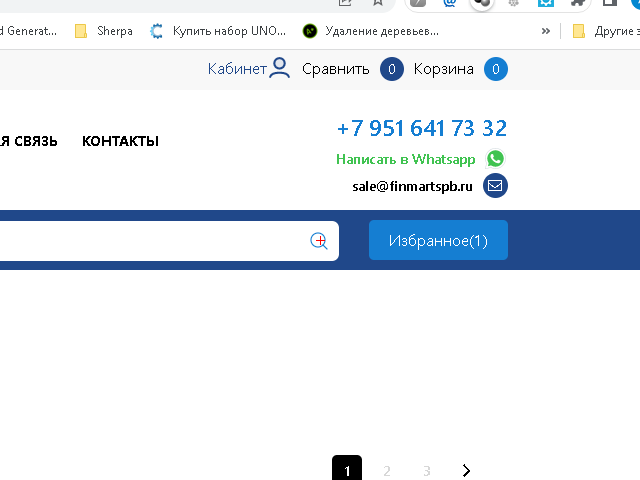 d Generat...
Sherpa
Купить набор UNO...
Удаление деревьев...
»
Другие з
Кабинет
Сравнить 0
Корзина 0
Я СВЯЗЬ
КОНТАКТЫ
+7 951 641 73 32
Написать в Whatsapp
sale@finmartspb.ru
Избранное(1)
1 2 3